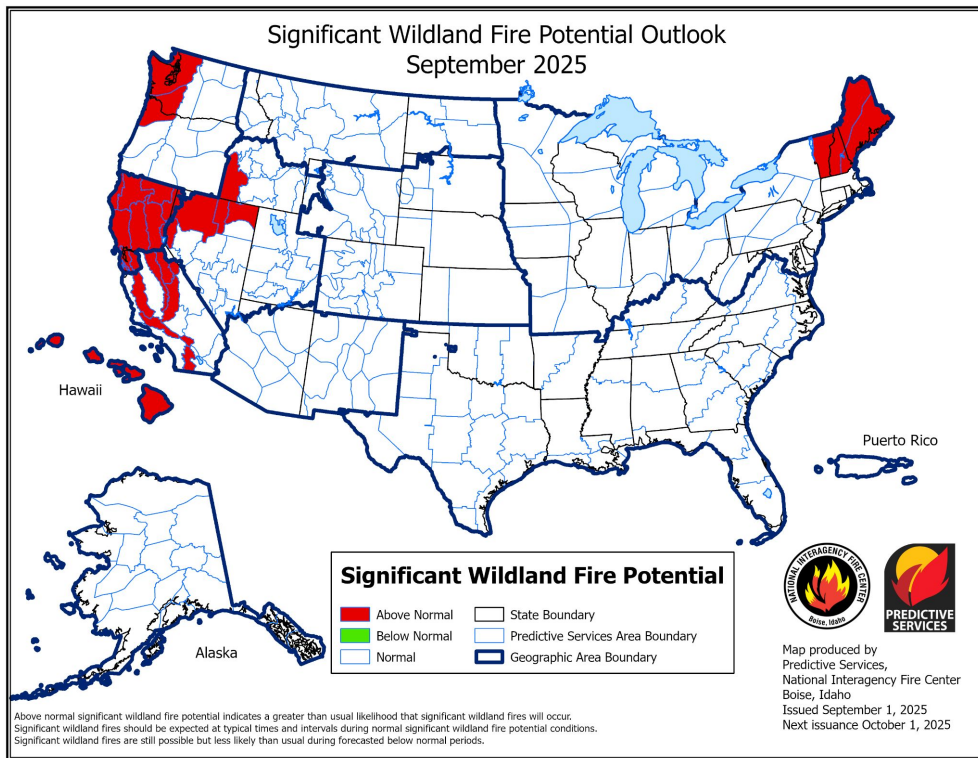 Significant Wildland Fire Potential Outlook
September 2025
Hawaii
Puerto Rico
Alaska
Significant Wildland Fire Potential
Above Normal
Below Normal
Normal
State Boundary
Predictive Services Area Boundary
Geographic Area Boundary
NATIONAL INTERAGENCY FIRE CENTER
Boise, Idaho
PREDICTIVE
SERVICES
Map produced by
Predictive Services,
National Interagency Fire Center
Boise, Idaho
Issued September 1, 2025
Next issuance October 1, 2025
Above normal significant wildland fire potential indicates a greater than usual likelihood that significant wildland fires will occur.
Significant wildland fires should be expected at typical times and intervals during normal significant wildland fire potential conditions.
Significant wildland fires are still possible but less likely than usual during forecasted below normal periods.